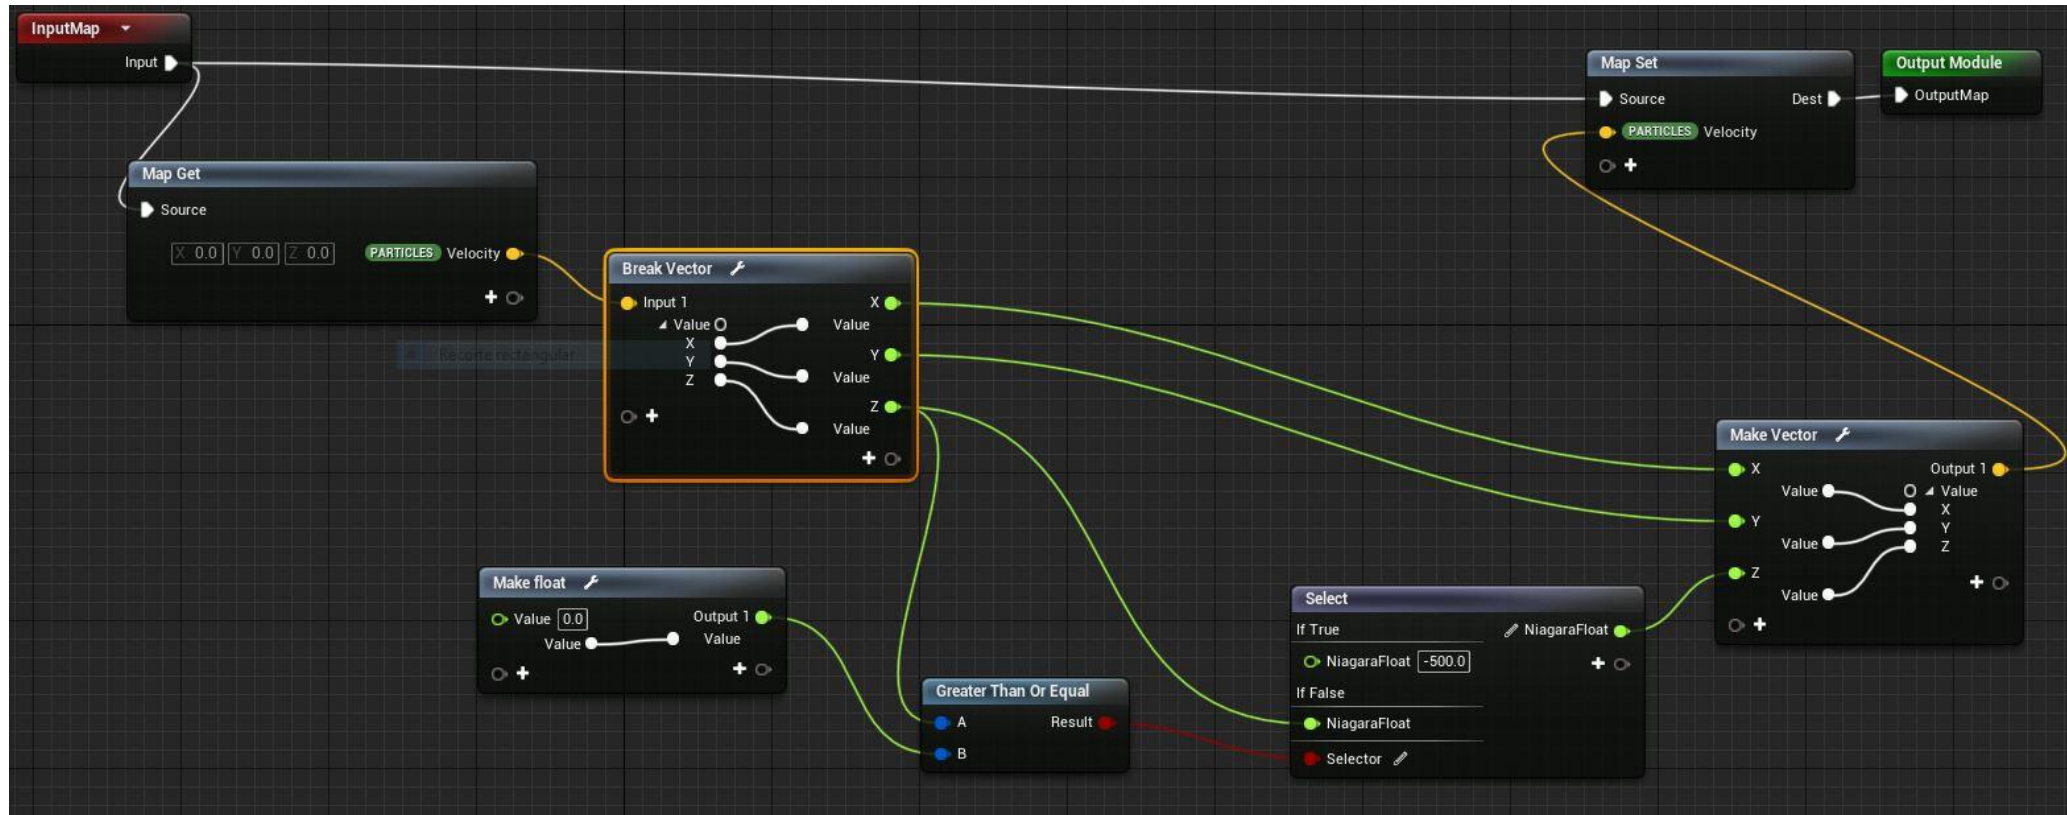 InputMap
Input
Map Get
Source
X 0.0 Y 0.0 Z 0.0 PARTICLES Velocity
Break Vector
Input 1 X
Value Value
X
Y Y
Value
Z
Z
Value
Recorte rectangular
Make float
Value 0.0 Output 1
Value Value
Greater Than Or Equal
A Result
B
Select
If True NiagaraFloat
NiagaraFloat -500.0
If False
NiagaraFloat
Selector
Make Vector
X Output 1
Value Value
X
Y Y
Value Z
Z
Value
Map Set
Source Dest
PARTICLES Velocity
Output Module
OutputMap